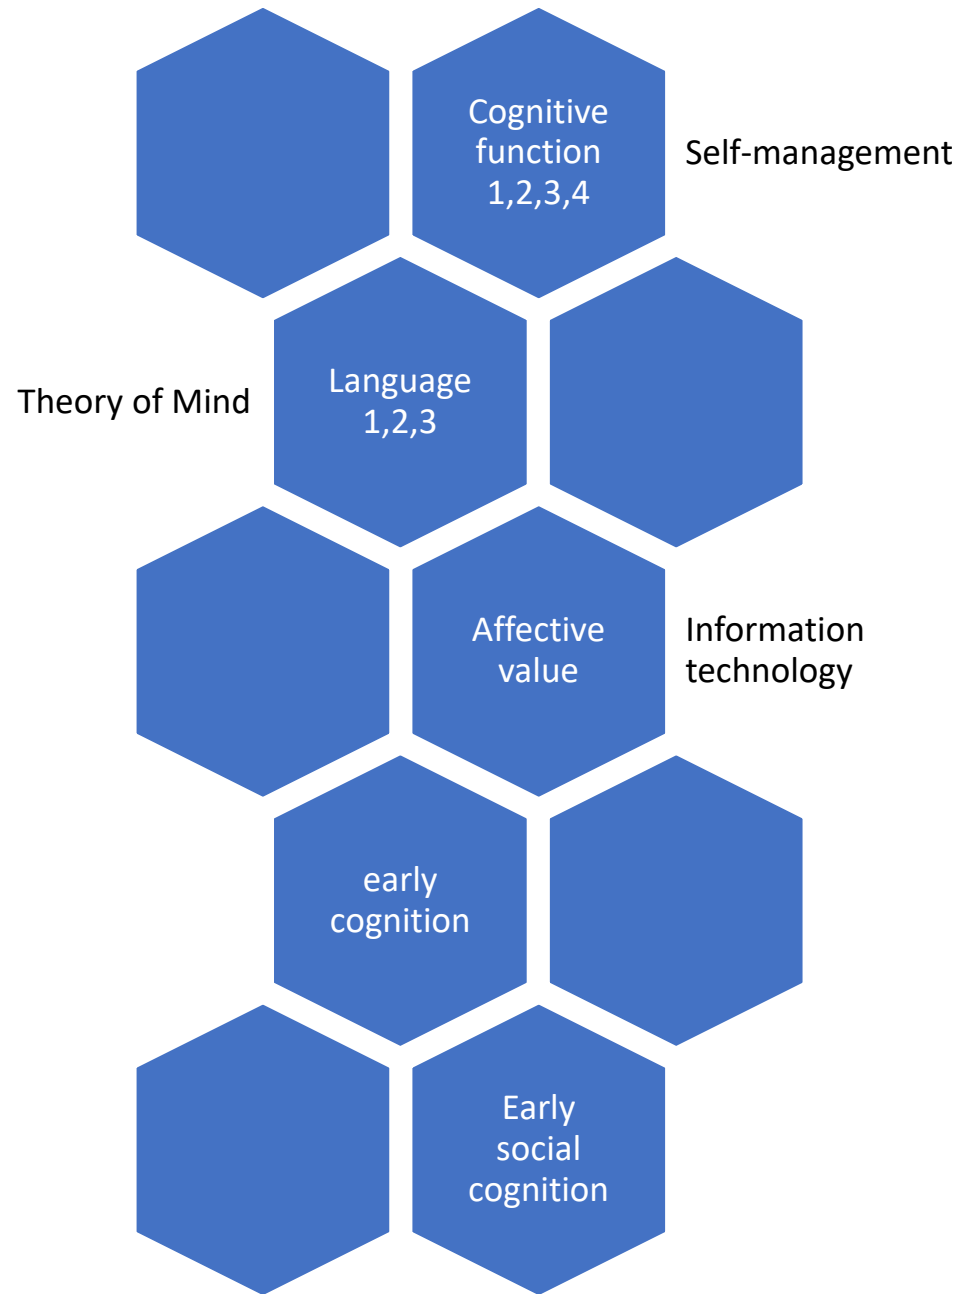 Cognitive
function
1,2,3,4
Self-management
Theory of Mind
Language
1,2,3
Affective
value
Information
technology
early
cognition
Early
social
cognition